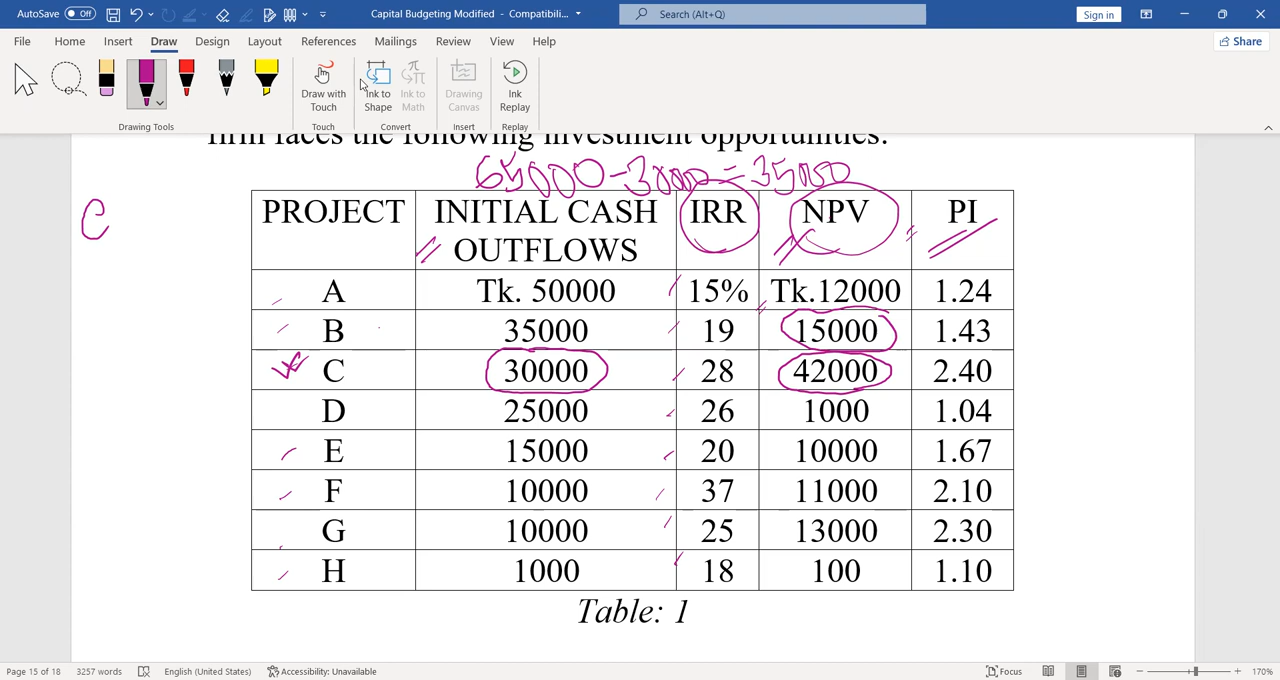 AutoSave Off Capital Budgeting Modified - Compatibili... Search (Alt+Q) Sign in
File Home Insert Draw Design Layout References Mailings Review View Help Share
Draw with Touch Ink to Shape Ink to Math Drawing Canvas Ink Replay
Drawing Tools Touch Convert Insert Replay
firm faces the following investment opportunities.
65000 - 3000 = 35000
C
PROJECT INITIAL CASH OUTFLOWS IRR NPV PI
A Tk. 50000 15% Tk.12000 1.24
B 35000 19 15000 1.43
C 30000 28 42000 2.40
D 25000 26 1000 1.04
E 15000 20 10000 1.67
F 10000 37 11000 2.10
G 10000 25 13000 2.30
H 1000 18 100 1.10
Table: 1
Page 15 of 18 3257 words English (United States) Accessibility: Unavailable Focus 170%